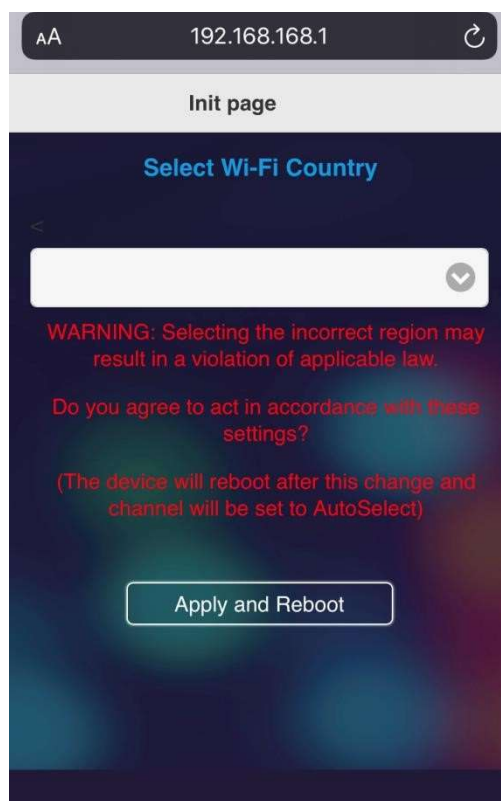 AA 192.168.168.1
Init page
Select Wi-Fi Country
<
WARNING: Selecting the incorrect region may
result in a violation of applicable law.
Do you agree to act in accordance with these
settings?
(The device will reboot after this change and
channel will be set to AutoSelect)
Apply and Reboot